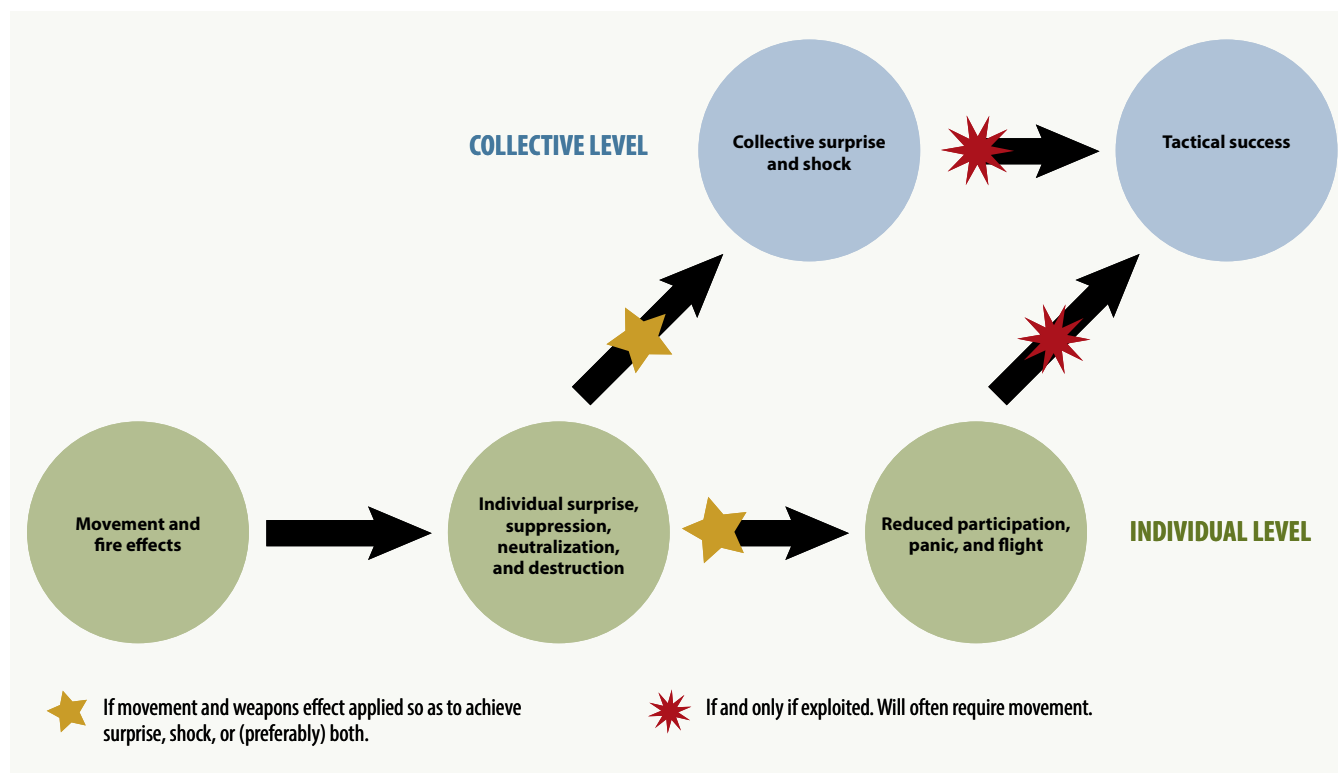 COLLECTIVE LEVEL
Collective surprise
and shock
Tactical success
Movement and
fire effects
Individual surprise,
suppression,
neutralization,
and destruction
Reduced participation,
panic, and flight
INDIVIDUAL LEVEL
If movement and weapons effect applied so as to achieve
surprise, shock, or (preferably) both.
If and only if exploited. Will often require movement.